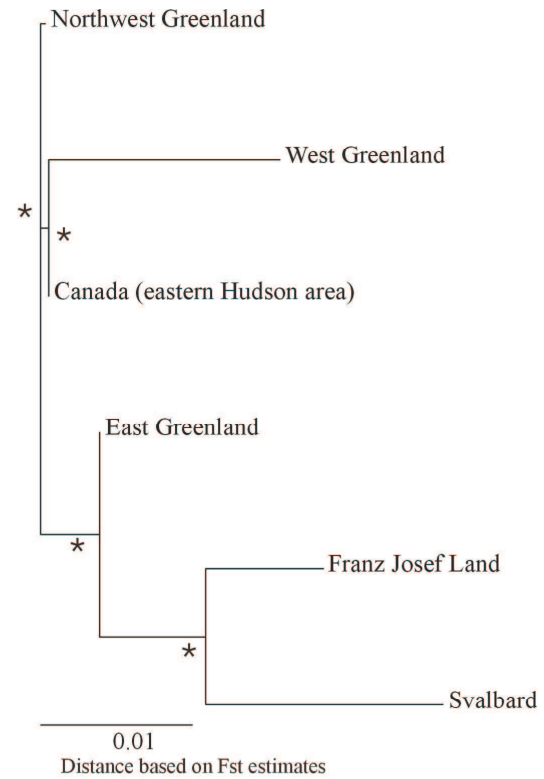 Northwest Greenland
West Greenland
*
*
Canada (eastern Hudson area)
East Greenland
*
Franz Josef Land
*
Svalbard
0.01
Distance based on Fst estimates